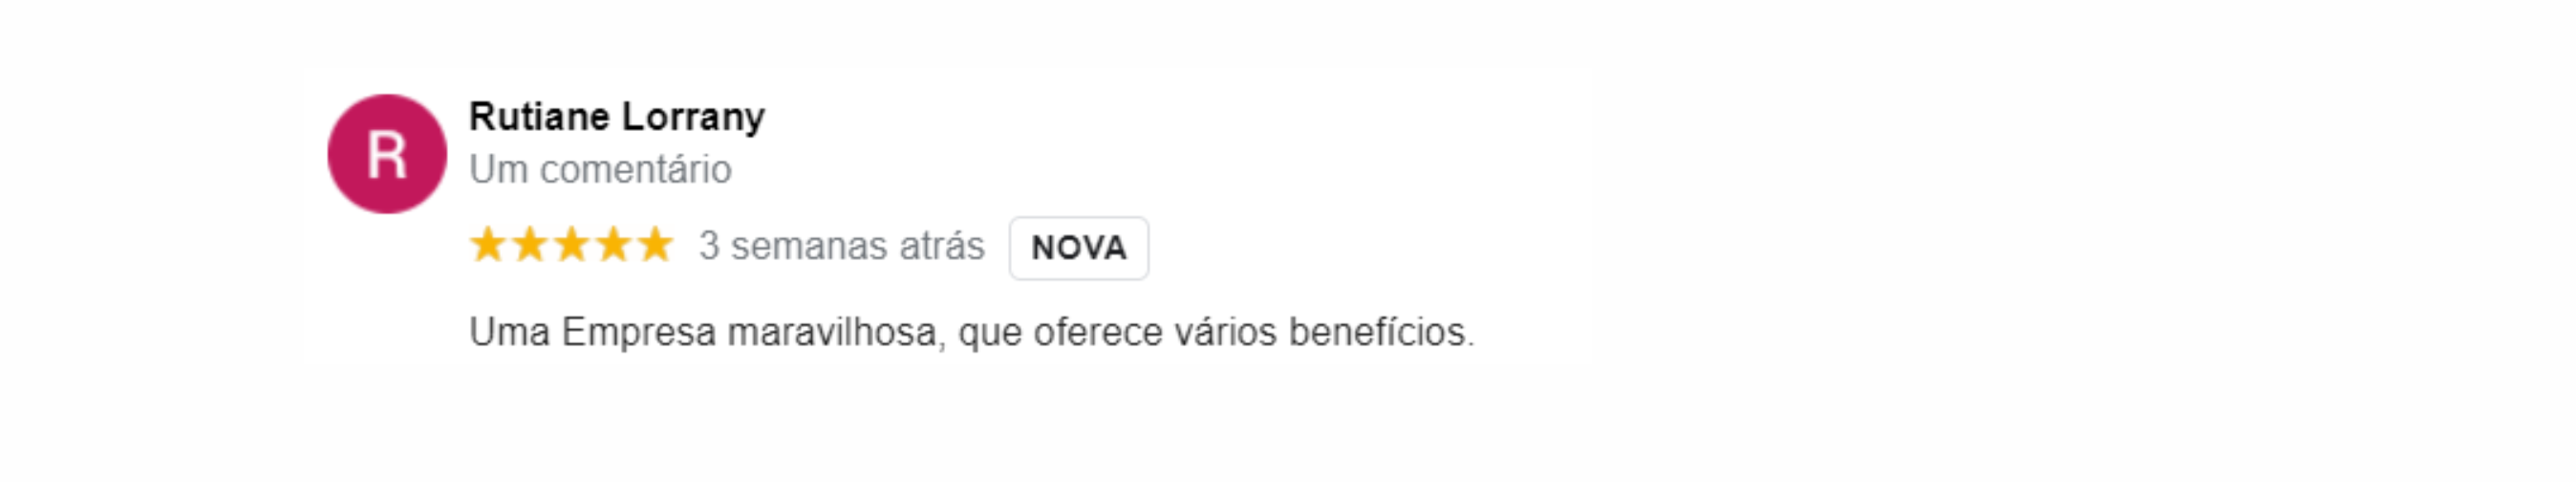 R
Rutiane Lorrany
Um comentário
3 semanas atrás NOVA
Uma Empresa maravilhosa, que oferece vários benefícios.